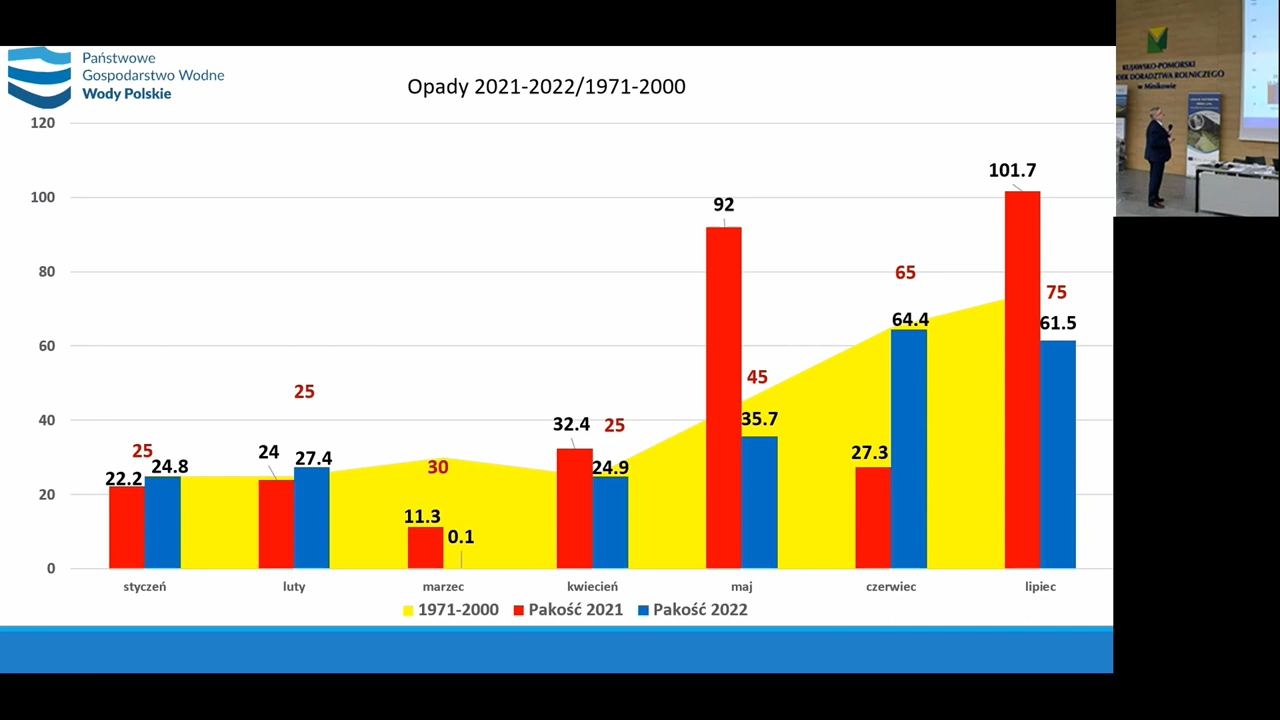 Państwowe
Gospodarstwo Wodne
Wody Polskie
Opady 2021-2022/1971-2000
120
100
80
60
40
20
0
25
22.2
24.8
25
24
27.4
30
11.3
0.1
32.4
25
24.9
92
45
35.7
65
27.3
64.4
101.7
75
61.5
styczeń
luty
marzec
kwiecień
maj
czerwiec
lipiec
1971-2000
Pakość 2021
Pakość 2022
KUJAWSKO-POMORSKI
DORADZTWA ROLNICZEGO
w Minikowie